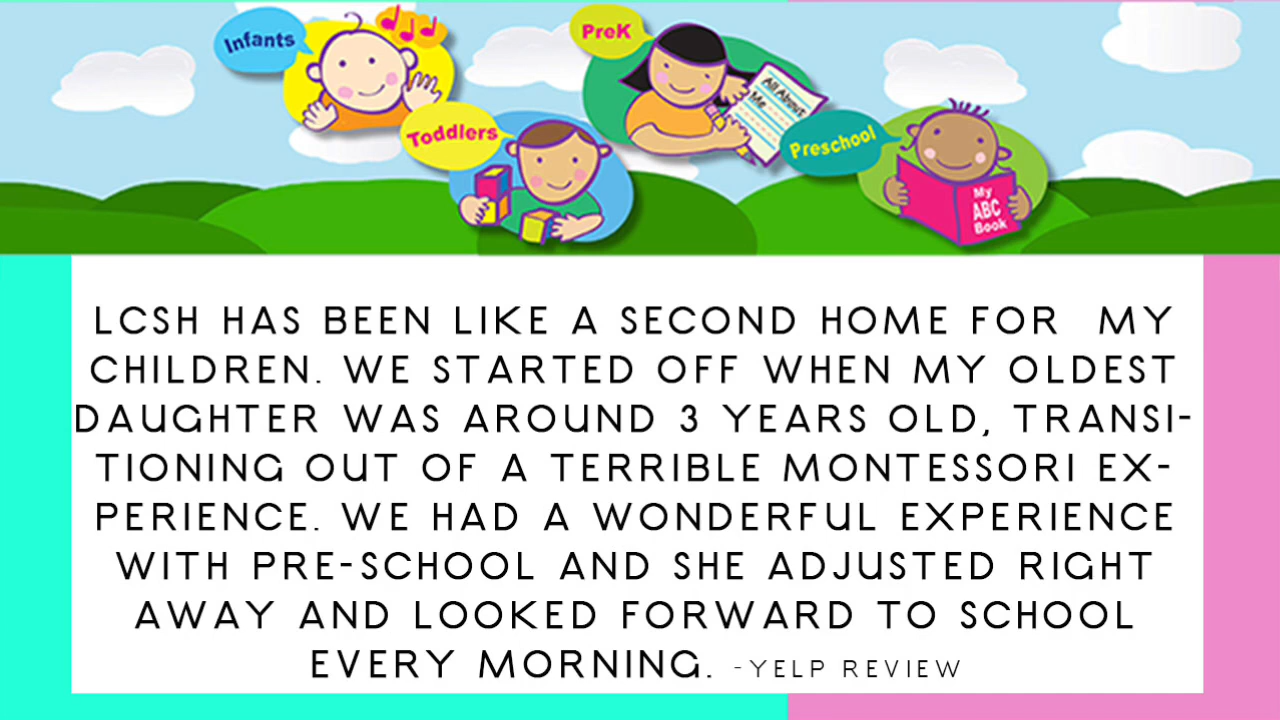 Infants
PreK
All About
Me
Toddlers
Preschool
My
ABC
Book
LCSH HAS BEEN LIKE A SECOND HOME FOR MY
CHILDREN. WE STARTED OFF WHEN MY OLDEST
DAUGHTER WAS AROUND 3 YEARS OLD, TRANSI-
TIONING OUT OF A TERRIBLE MONTESSORI EX-
PERIENCE. WE HAD A WONDERFUL EXPERIENCE
WITH PRE-SCHOOL AND SHE ADJUSTED RIGHT
AWAY AND LOOKED FORWARD TO SCHOOL
EVERY MORNING. -YELP REVIEW